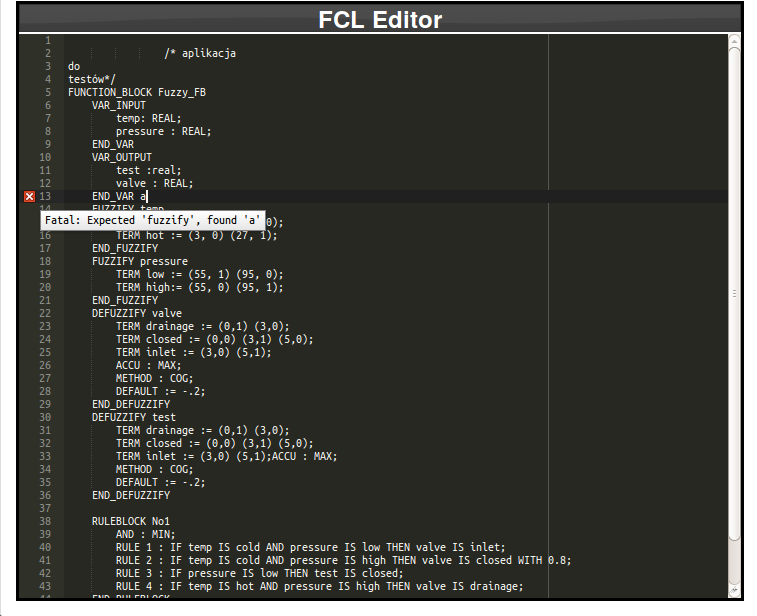 FCL Editor
1
2 /* aplikacja
3 do
4 testów*/
5 FUNCTION_BLOCK Fuzzy_FB
6 VAR_INPUT
7 temp: REAL;
8 pressure : REAL;
9 END_VAR
10 VAR_OUTPUT
11 test :real;
12 valve : REAL;
13 END_VAR a
14 FUZZIFY temp
Fatal: Expected 'fuzzify', found 'a' 0);
16 TERM hot := (3, 0) (27, 1);
17 END_FUZZIFY
18 FUZZIFY pressure
19 TERM low := (55, 1) (95, 0);
20 TERM high:= (55, 0) (95, 1);
21 END_FUZZIFY
22 DEFUZZIFY valve
23 TERM drainage := (0,1) (3,0);
24 TERM closed := (0,0) (3,1) (5,0);
25 TERM inlet := (3,0) (5,1);
26 ACCU : MAX;
27 METHOD : COG;
28 DEFAULT := -.2;
29 END_DEFUZZIFY
30 DEFUZZIFY test
31 TERM drainage := (0,1) (3,0);
32 TERM closed := (0,0) (3,1) (5,0);
33 TERM inlet := (3,0) (5,1);ACCU : MAX;
34 METHOD : COG;
35 DEFAULT := -.2;
36 END_DEFUZZIFY
37
38 RULEBLOCK No1
39 AND : MIN;
40 RULE 1 : IF temp IS cold AND pressure IS low THEN valve IS inlet;
41 RULE 2 : IF temp IS cold AND pressure IS high THEN valve IS closed WITH 0.8;
42 RULE 3 : IF pressure IS low THEN test IS closed;
43 RULE 4 : IF temp IS hot AND pressure IS high THEN valve IS drainage;
44 END_RULEBLOCK